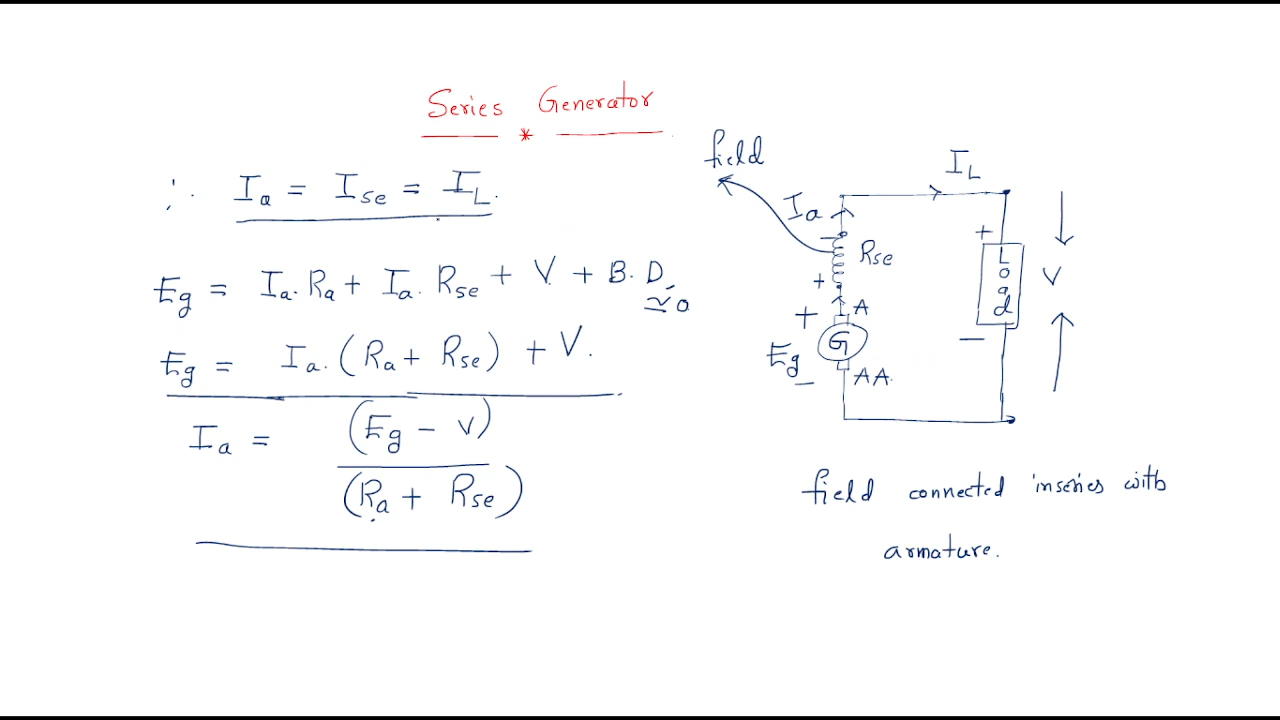 Series Generator
*
∴ Ia = Ise = IL.
Eg = Ia. Ra + Ia. Rse + V. + B. D.
≃ 0
Eg = Ia. (Ra + Rse) + V.
Ia = (Eg - V)
(Ra + Rse)
field
IL
Ia
-
Rse
+
+ A
Eg G
- AA.
+
Load
-
V
field connected inseries with
armature.